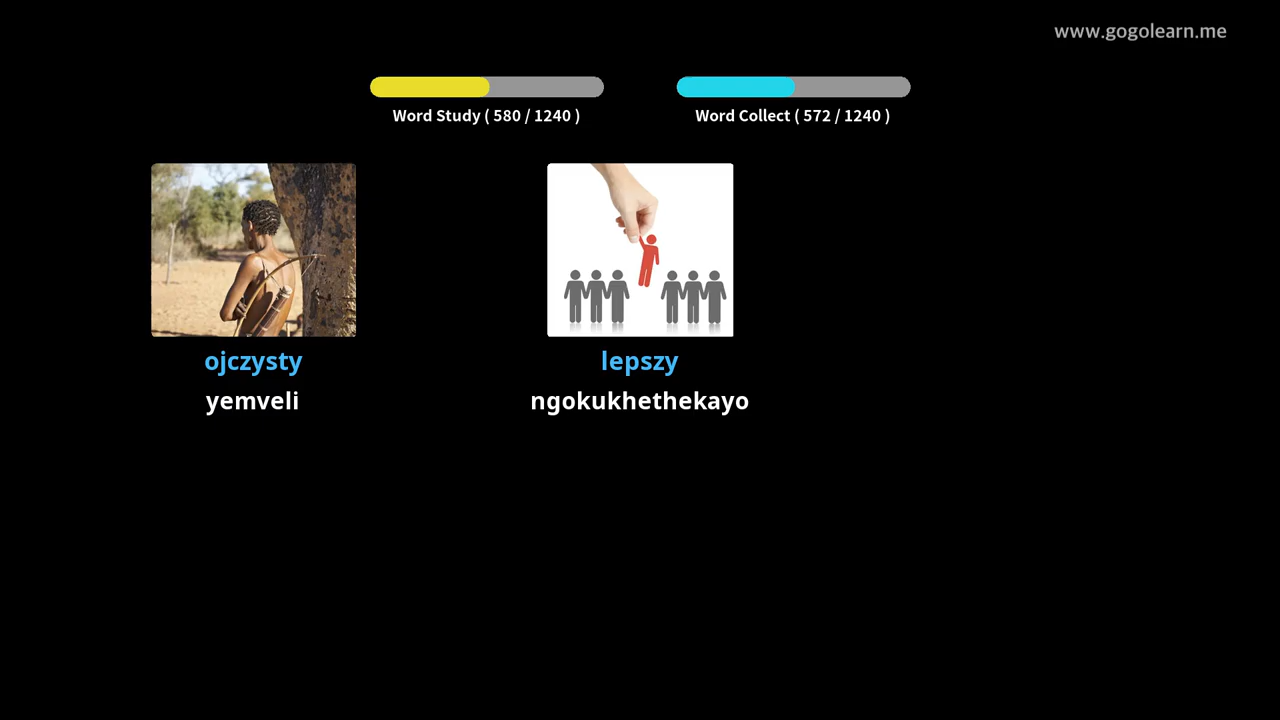 www.gogolearn.me
Word Study ( 580 / 1240 )
Word Collect ( 572 / 1240 )
ojczysty
lepszy
yemveli
ngokukhethekayo